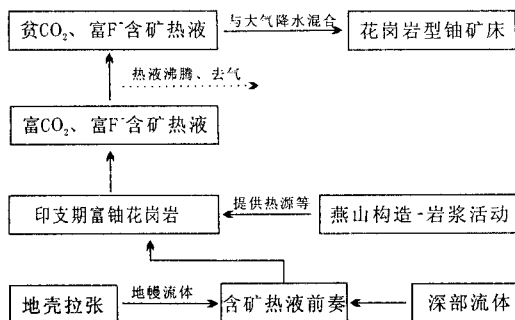 贫CO₂、富F⁻含矿热液
与大气降水混合
花岗岩型铀矿床
热液沸腾、去气
富CO₂、富F⁻含矿热液
印支期富铀花岗岩
提供热源等
燕山构造-岩浆活动
地壳拉张
地幔流体
含矿热液前奏
深部流体